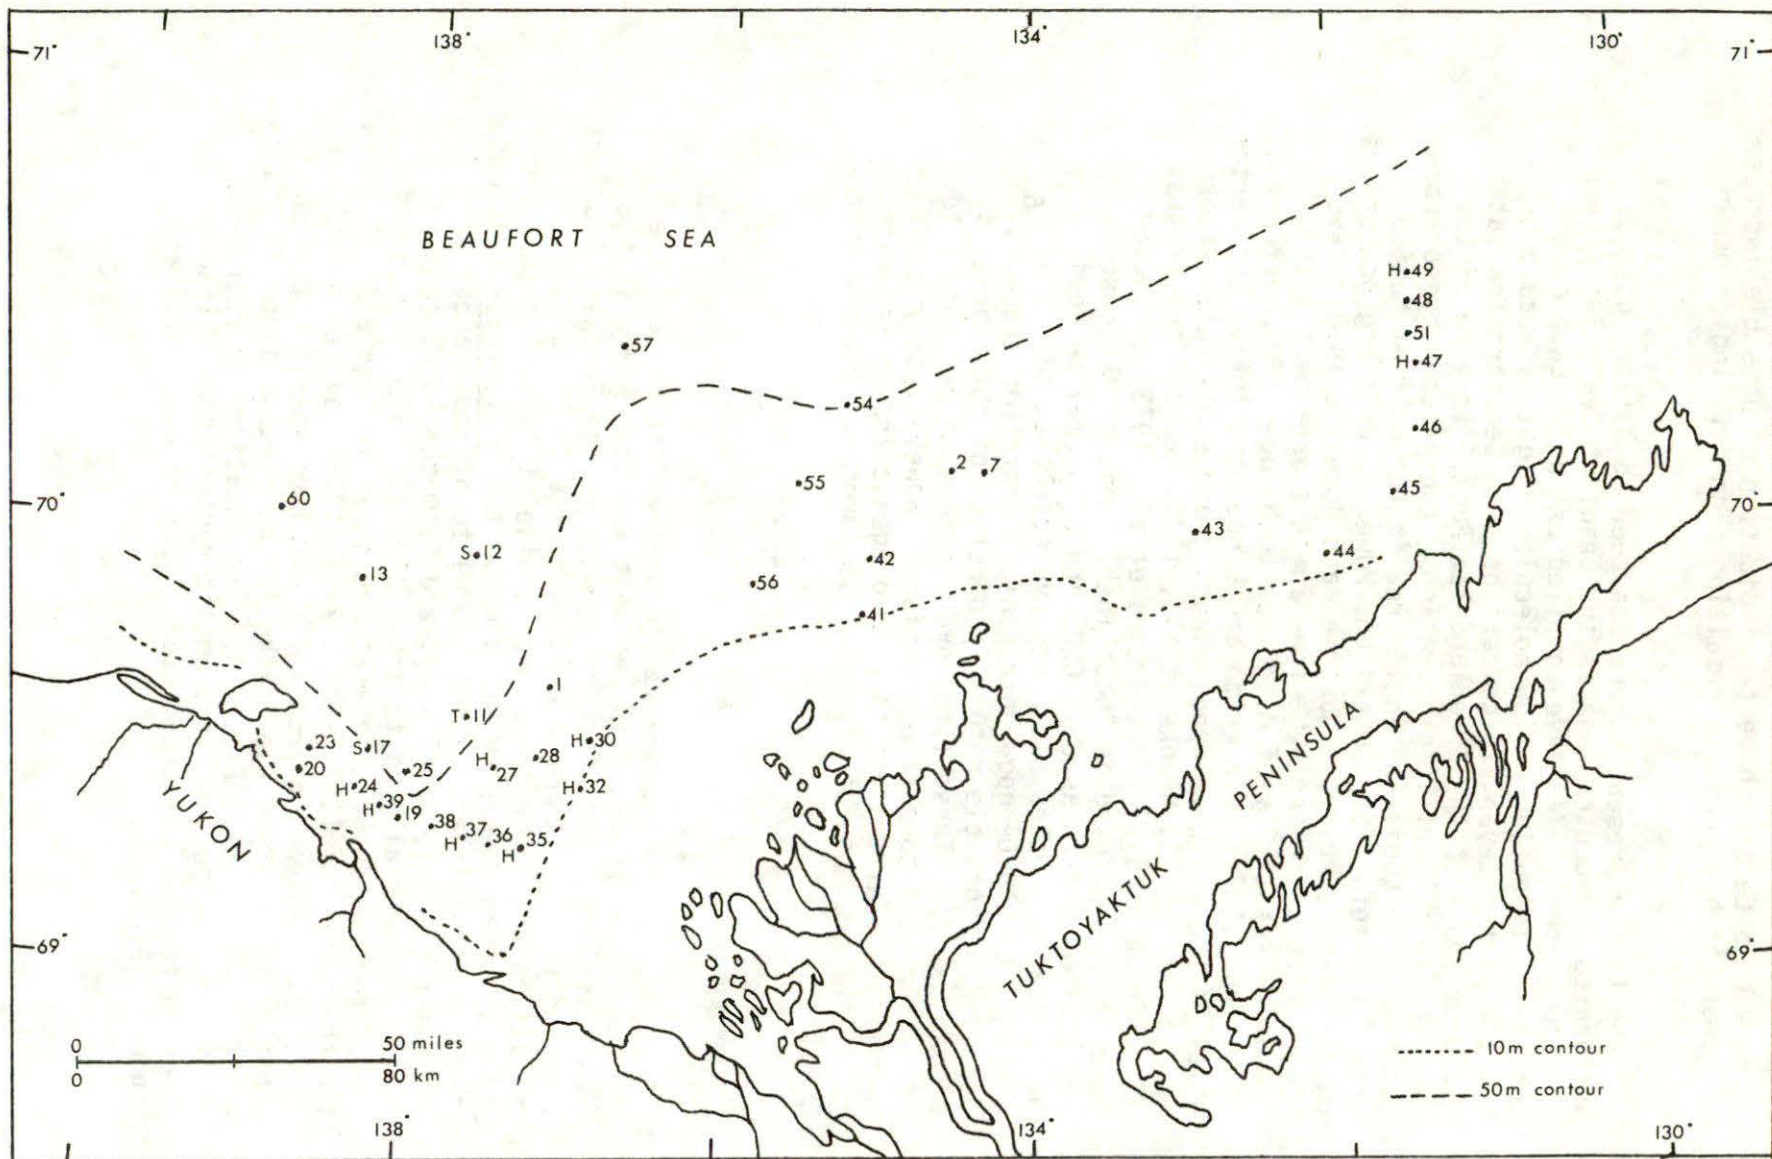 138°
134°
130°
71°
71°
BEAUFORT SEA
H 49
48
51
57
H 47
54
46
2
7
55
45
60
70°
70°
43
S 12
44
42
13
56
41
1
T 11
H 30
23
S 17
28
H 27
20
25
H 24
H 32
H 39
19
38
37
H
36
H 35
YUKON
PENINSULA
TUKTOYAKTUK
69°
69°
0 50 miles
0 80 km
10m contour
50m contour
138°
134°
130°